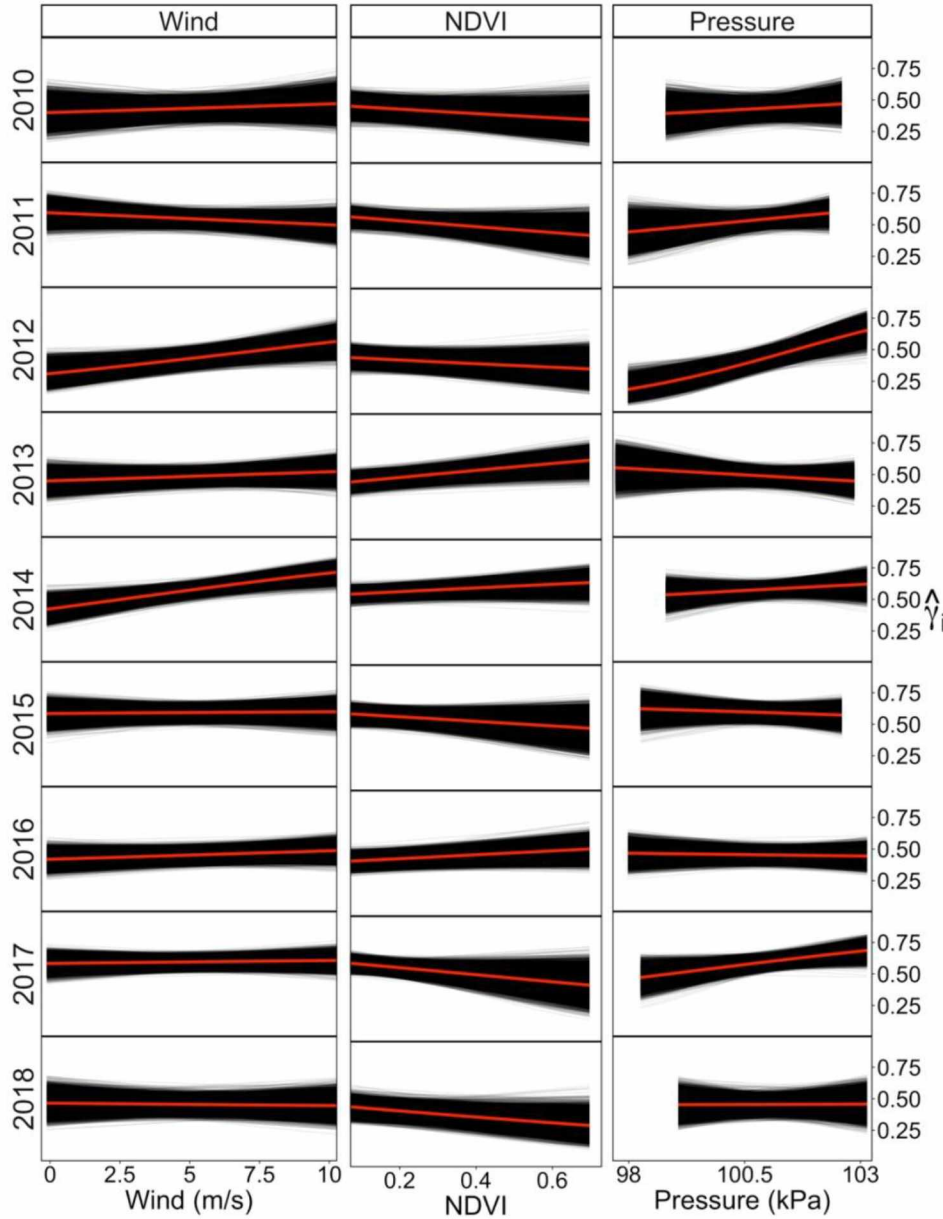 Wind NDVI Pressure
2010 0.75 0.50 0.25
2011 0.75 0.50 0.25
2012 0.75 0.50 0.25
2013 0.75 0.50 0.25
2014 0.75 0.50 0.25
γ̂i
2015 0.75 0.50 0.25
2016 0.75 0.50 0.25
2017 0.75 0.50 0.25
2018 0.75 0.50 0.25
0 2.5 5 7.5 10 0.2 0.4 0.6 98 100.5 103
Wind (m/s) NDVI Pressure (kPa)